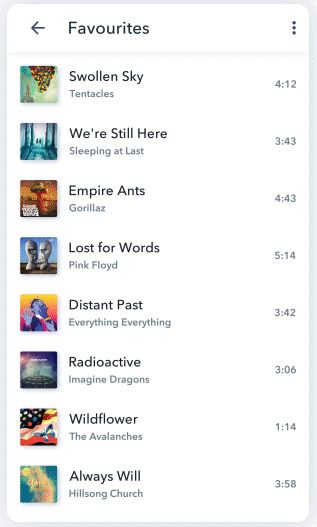 Favourites
Swollen Sky
4:12
Tentacles
We're Still Here
3:43
Sleeping at Last
Empire Ants
4:43
Gorillaz
Lost for Words
5:14
Pink Floyd
Distant Past
3:42
Everything Everything
Radioactive
3:06
Imagine Dragons
Wildflower
1:14
The Avalanches
Always Will
3:58
Hillsong Church